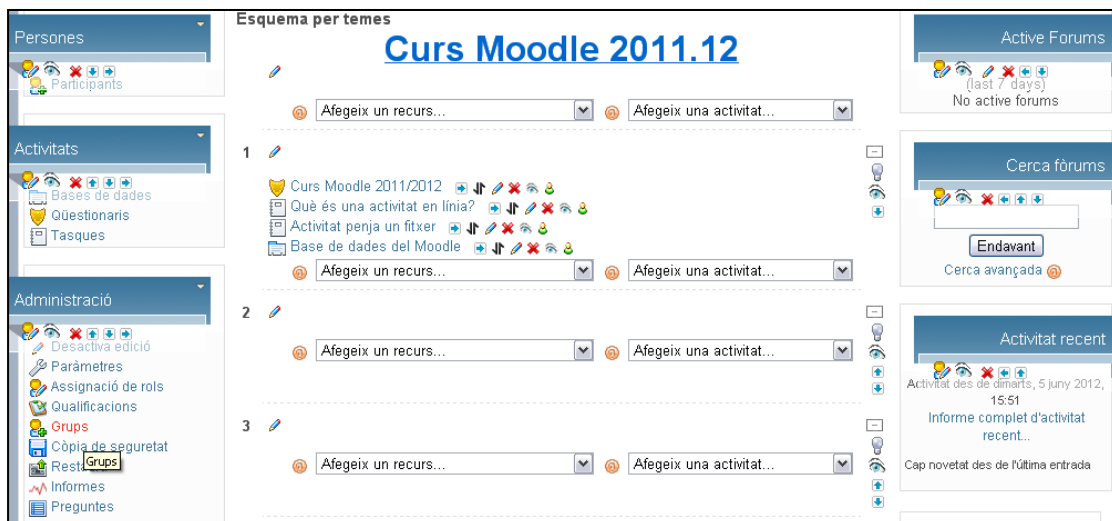 Persones
Participants
Activitats
Bases de dades
Qüestionaris
Tasques
Administració
Desactiva edició
Paràmetres
Assignació de rols
Qualificacions
Grups
Còpia de seguretat
Grups
Informes
Preguntes
Esquema per temes
Curs Moodle 2011.12
Afegeix un recurs... Afegeix una activitat...
1
Curs Moodle 2011/2012
Què és una activitat en línia?
Activitat penja un fitxer
Base de dades del Moodle
Afegeix un recurs... Afegeix una activitat...
2
Afegeix un recurs... Afegeix una activitat...
3
Afegeix un recurs... Afegeix una activitat...
Active Forums
(last 7 days)
No active forums
Cerca fòrums
Endavant
Cerca avançada
Activitat recent
Activitat des de dimarts, 5 juny 2012,
15:51
Informe complet d'activitat
recent...
Cap novetat des de l'última entrada